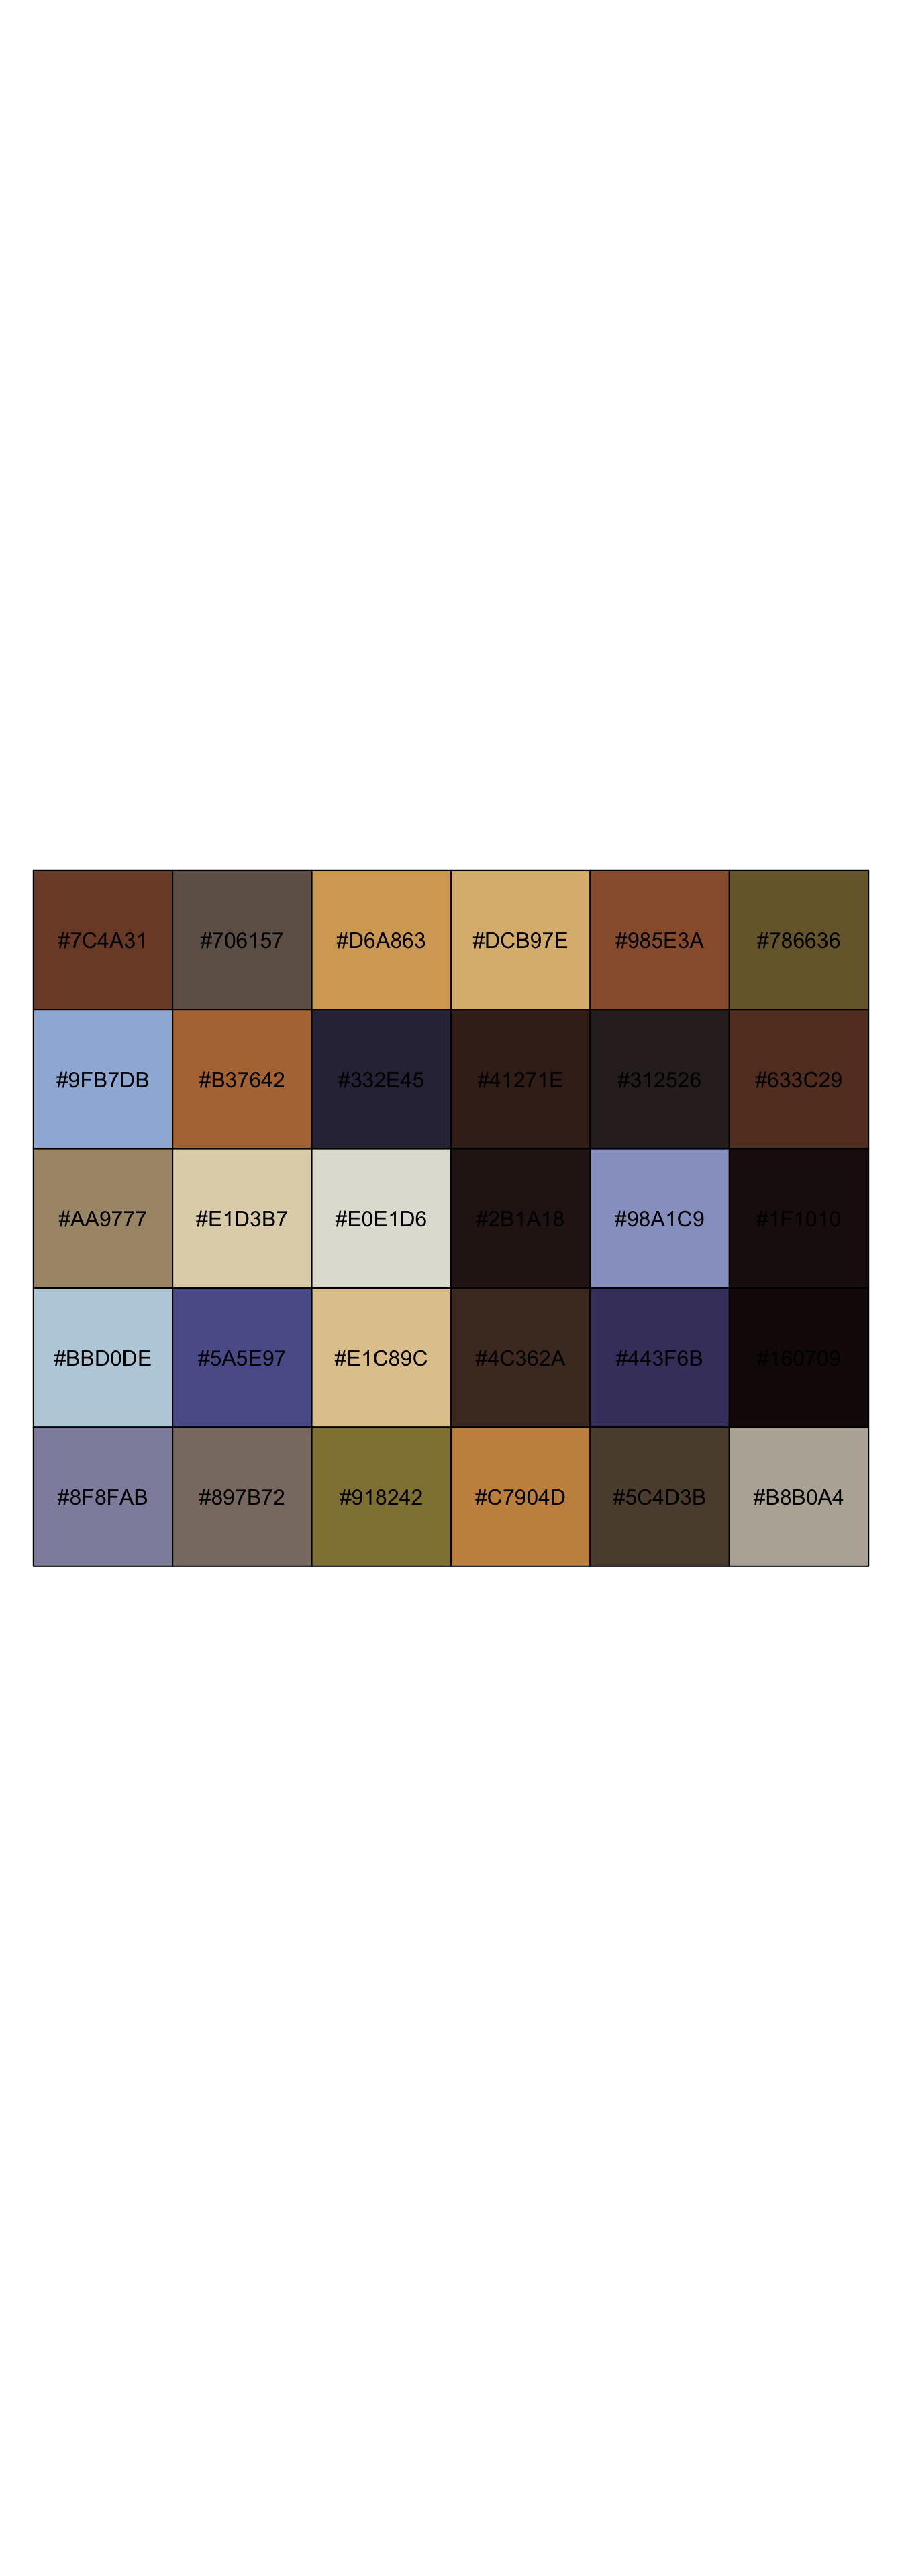 #7C4A31 #706157 #D6A863 #DCB97E #985E3A #786636
#9FB7DB #B37642 #332E45 #41271E #312526 #633C29
#AA9777 #E1D3B7 #E0E1D6 #2B1A18 #98A1C9 #1F1010
#BBD0DE #5A5E97 #E1C89C #4C362A #443F6B #160709
#8F8FAB #897B72 #918242 #C7904D #5C4D3B #B8B0A4